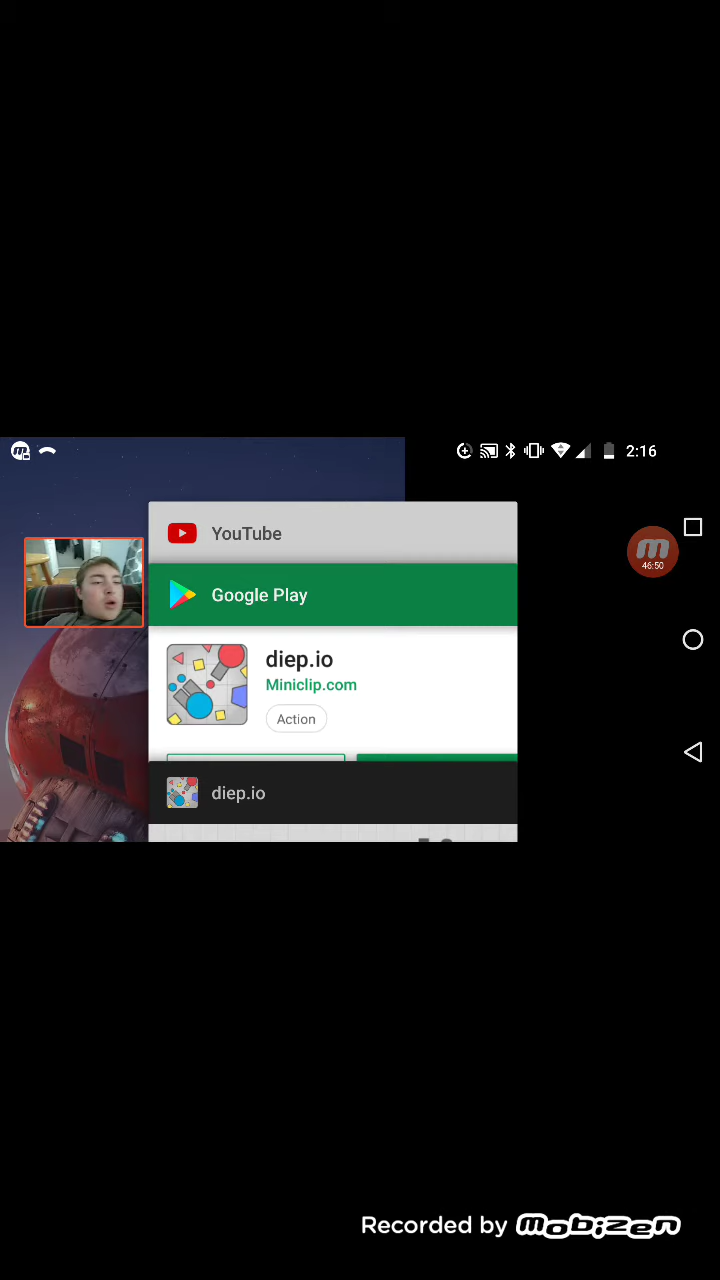 2:16
YouTube
46:50
Google Play
diep.io
Miniclip.com
Action
diep.io
Recorded by mobizen